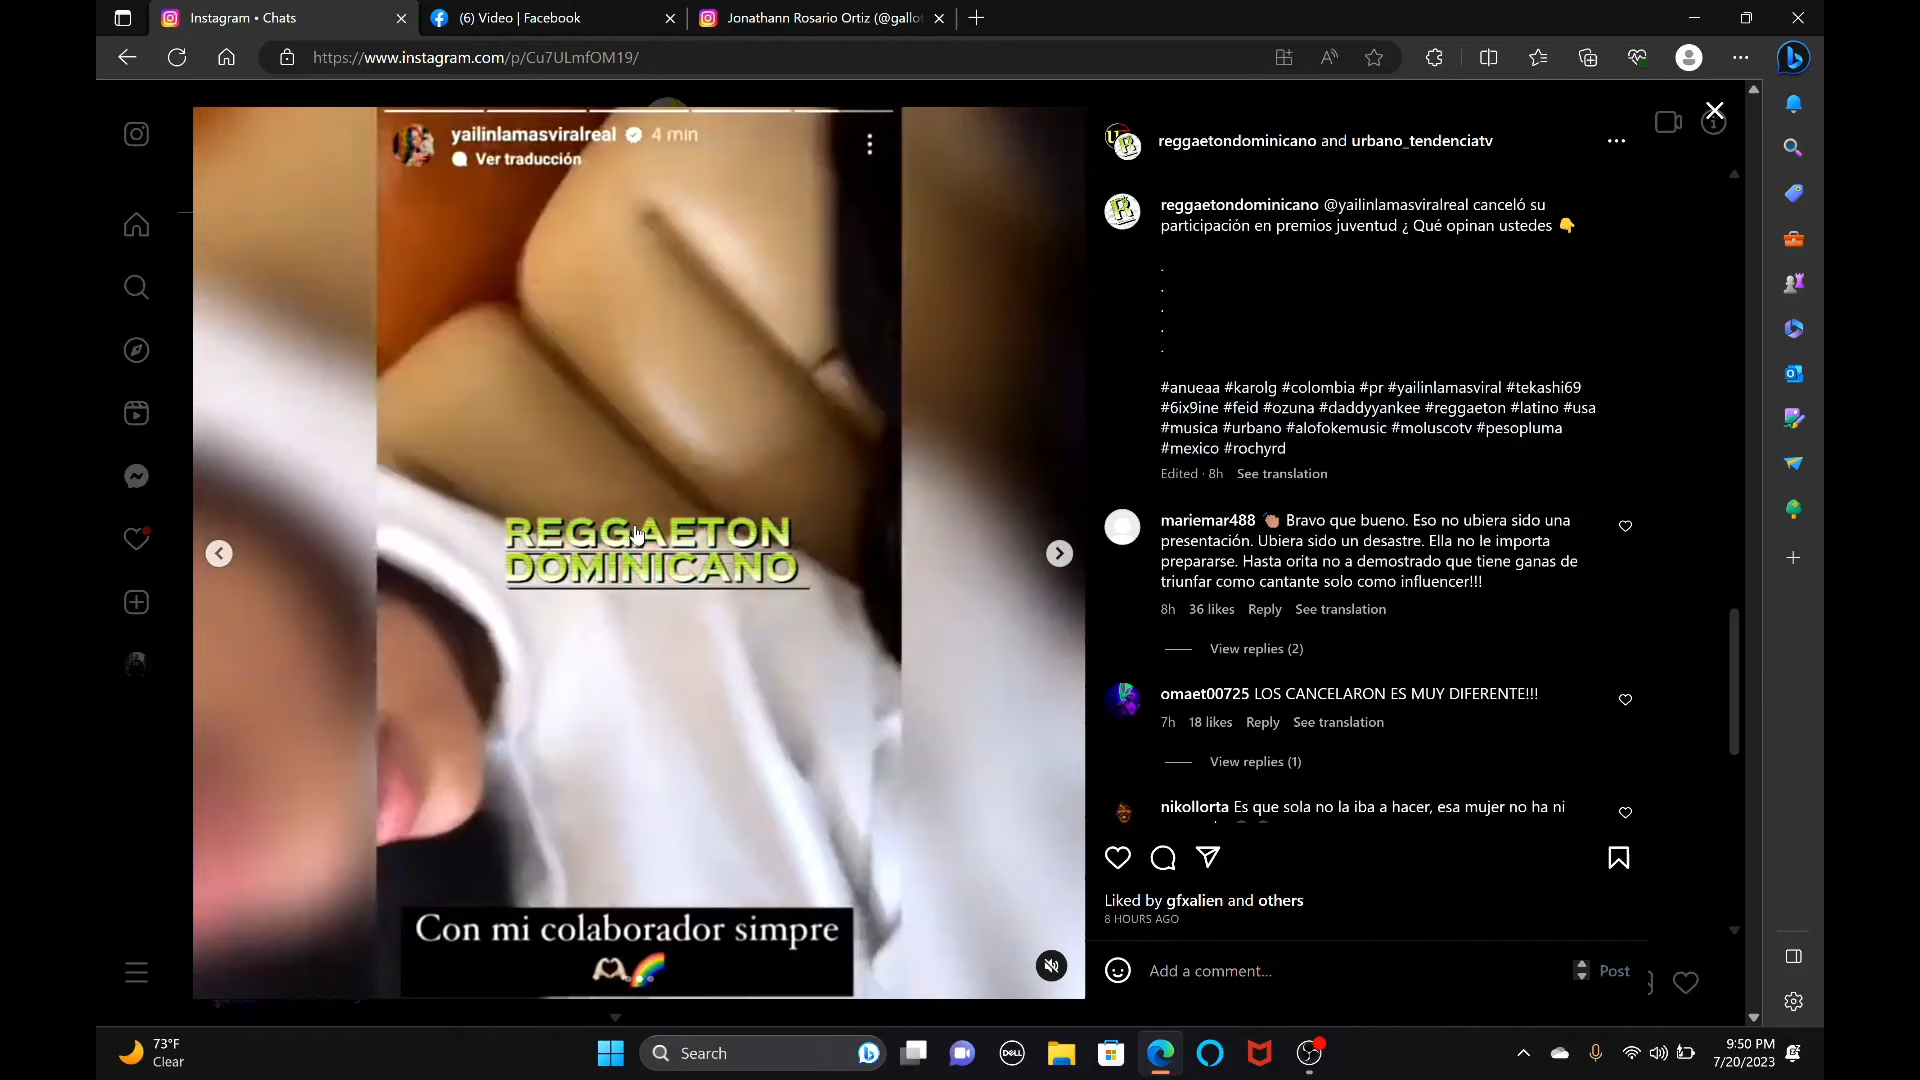 Instagram • Chats
(6) Video | Facebook
Jonathann Rosario Ortiz (@gallo
https://www.instagram.com/p/Cu7ULmfOM19/
yailinlamasviralreal 4 min
Ver traducción
REGGAETON
DOMINICANO
Con mi colaborador simpre
🫶🏻🌈
reggaetondominicano and urbano_tendenciatv
reggaetondominicano @yailinlamasviralreal canceló su
participación en premios juventud ¿ Qué opinan ustedes 👇
.
.
.
.
.
#anueaa #karolg #colombia #pr #yailinlamasviral #tekashi69
#6ix9ine #feid #ozuna #daddyyankee #reggaeton #latino #usa
#musica #urbano #alofokemusic #moluscotv #pesopluma
#mexico #rochyrd
Edited · 8h See translation
mariemar488 👏🏽 Bravo que bueno. Eso no ubiera sido una
presentación. Ubiera sido un desastre. Ella no le importa
prepararse. Hasta orita no a demostrado que tiene ganas de
triunfar como cantante solo como influencer!!!
8h 36 likes Reply See translation
View replies (2)
omaet00725 LOS CANCELARON ES MUY DIFERENTE!!!
7h 18 likes Reply See translation
View replies (1)
nikollorta Es que sola no la iba a hacer, esa mujer no ha ni
Liked by gfxalien and others
8 HOURS AGO
Add a comment...
Post
73°F
Clear
Search
DELL
9:50 PM
7/20/2023